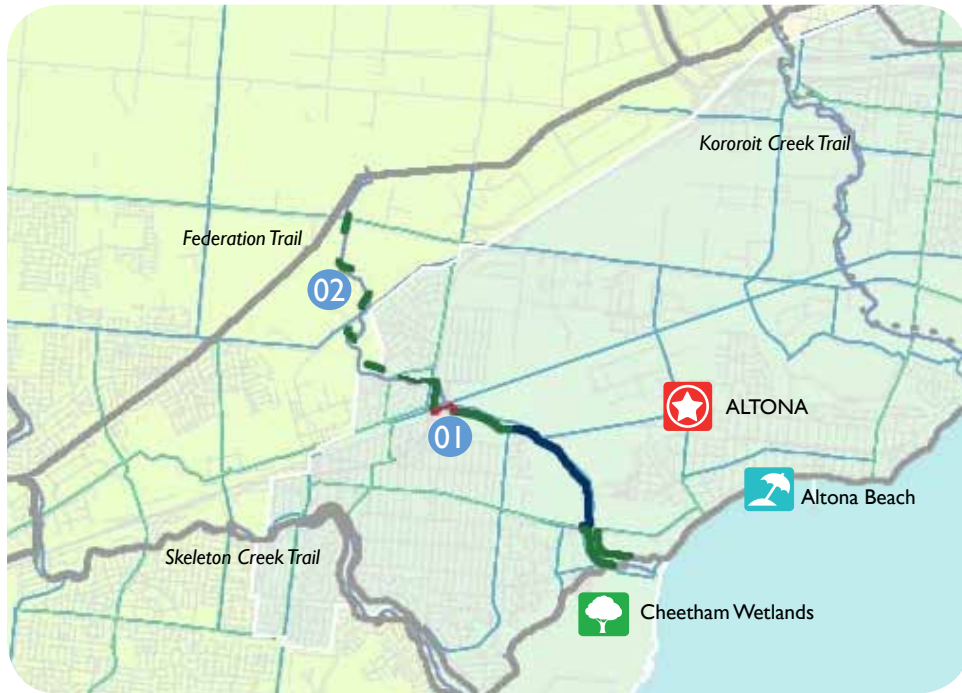 Kororoit Creek Trail
Federation Trail
02
ALTONA
01
Altona Beach
Skeleton Creek Trail
Cheetham Wetlands